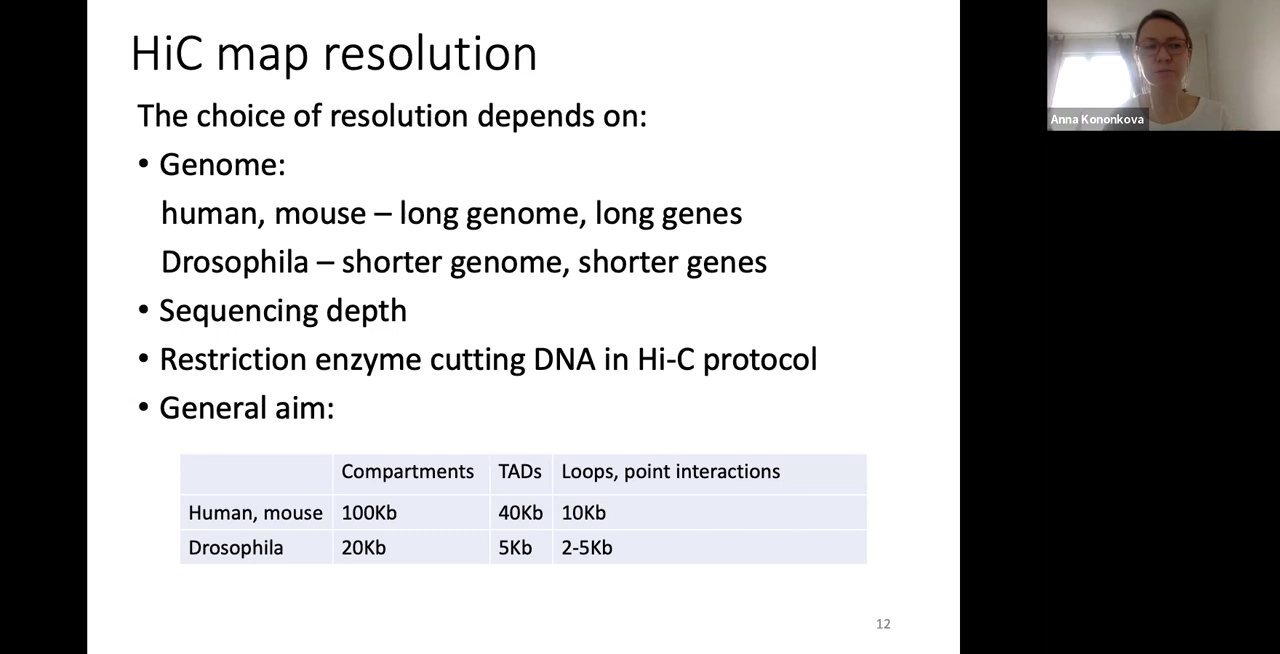 HiC map resolution
The choice of resolution depends on:
• Genome:
human, mouse – long genome, long genes
Drosophila – shorter genome, shorter genes
• Sequencing depth
• Restriction enzyme cutting DNA in Hi-C protocol
• General aim:
Compartments TADs Loops, point interactions
Human, mouse 100Kb 40Kb 10Kb
Drosophila 20Kb 5Kb 2-5Kb
12
Anna Kononkova